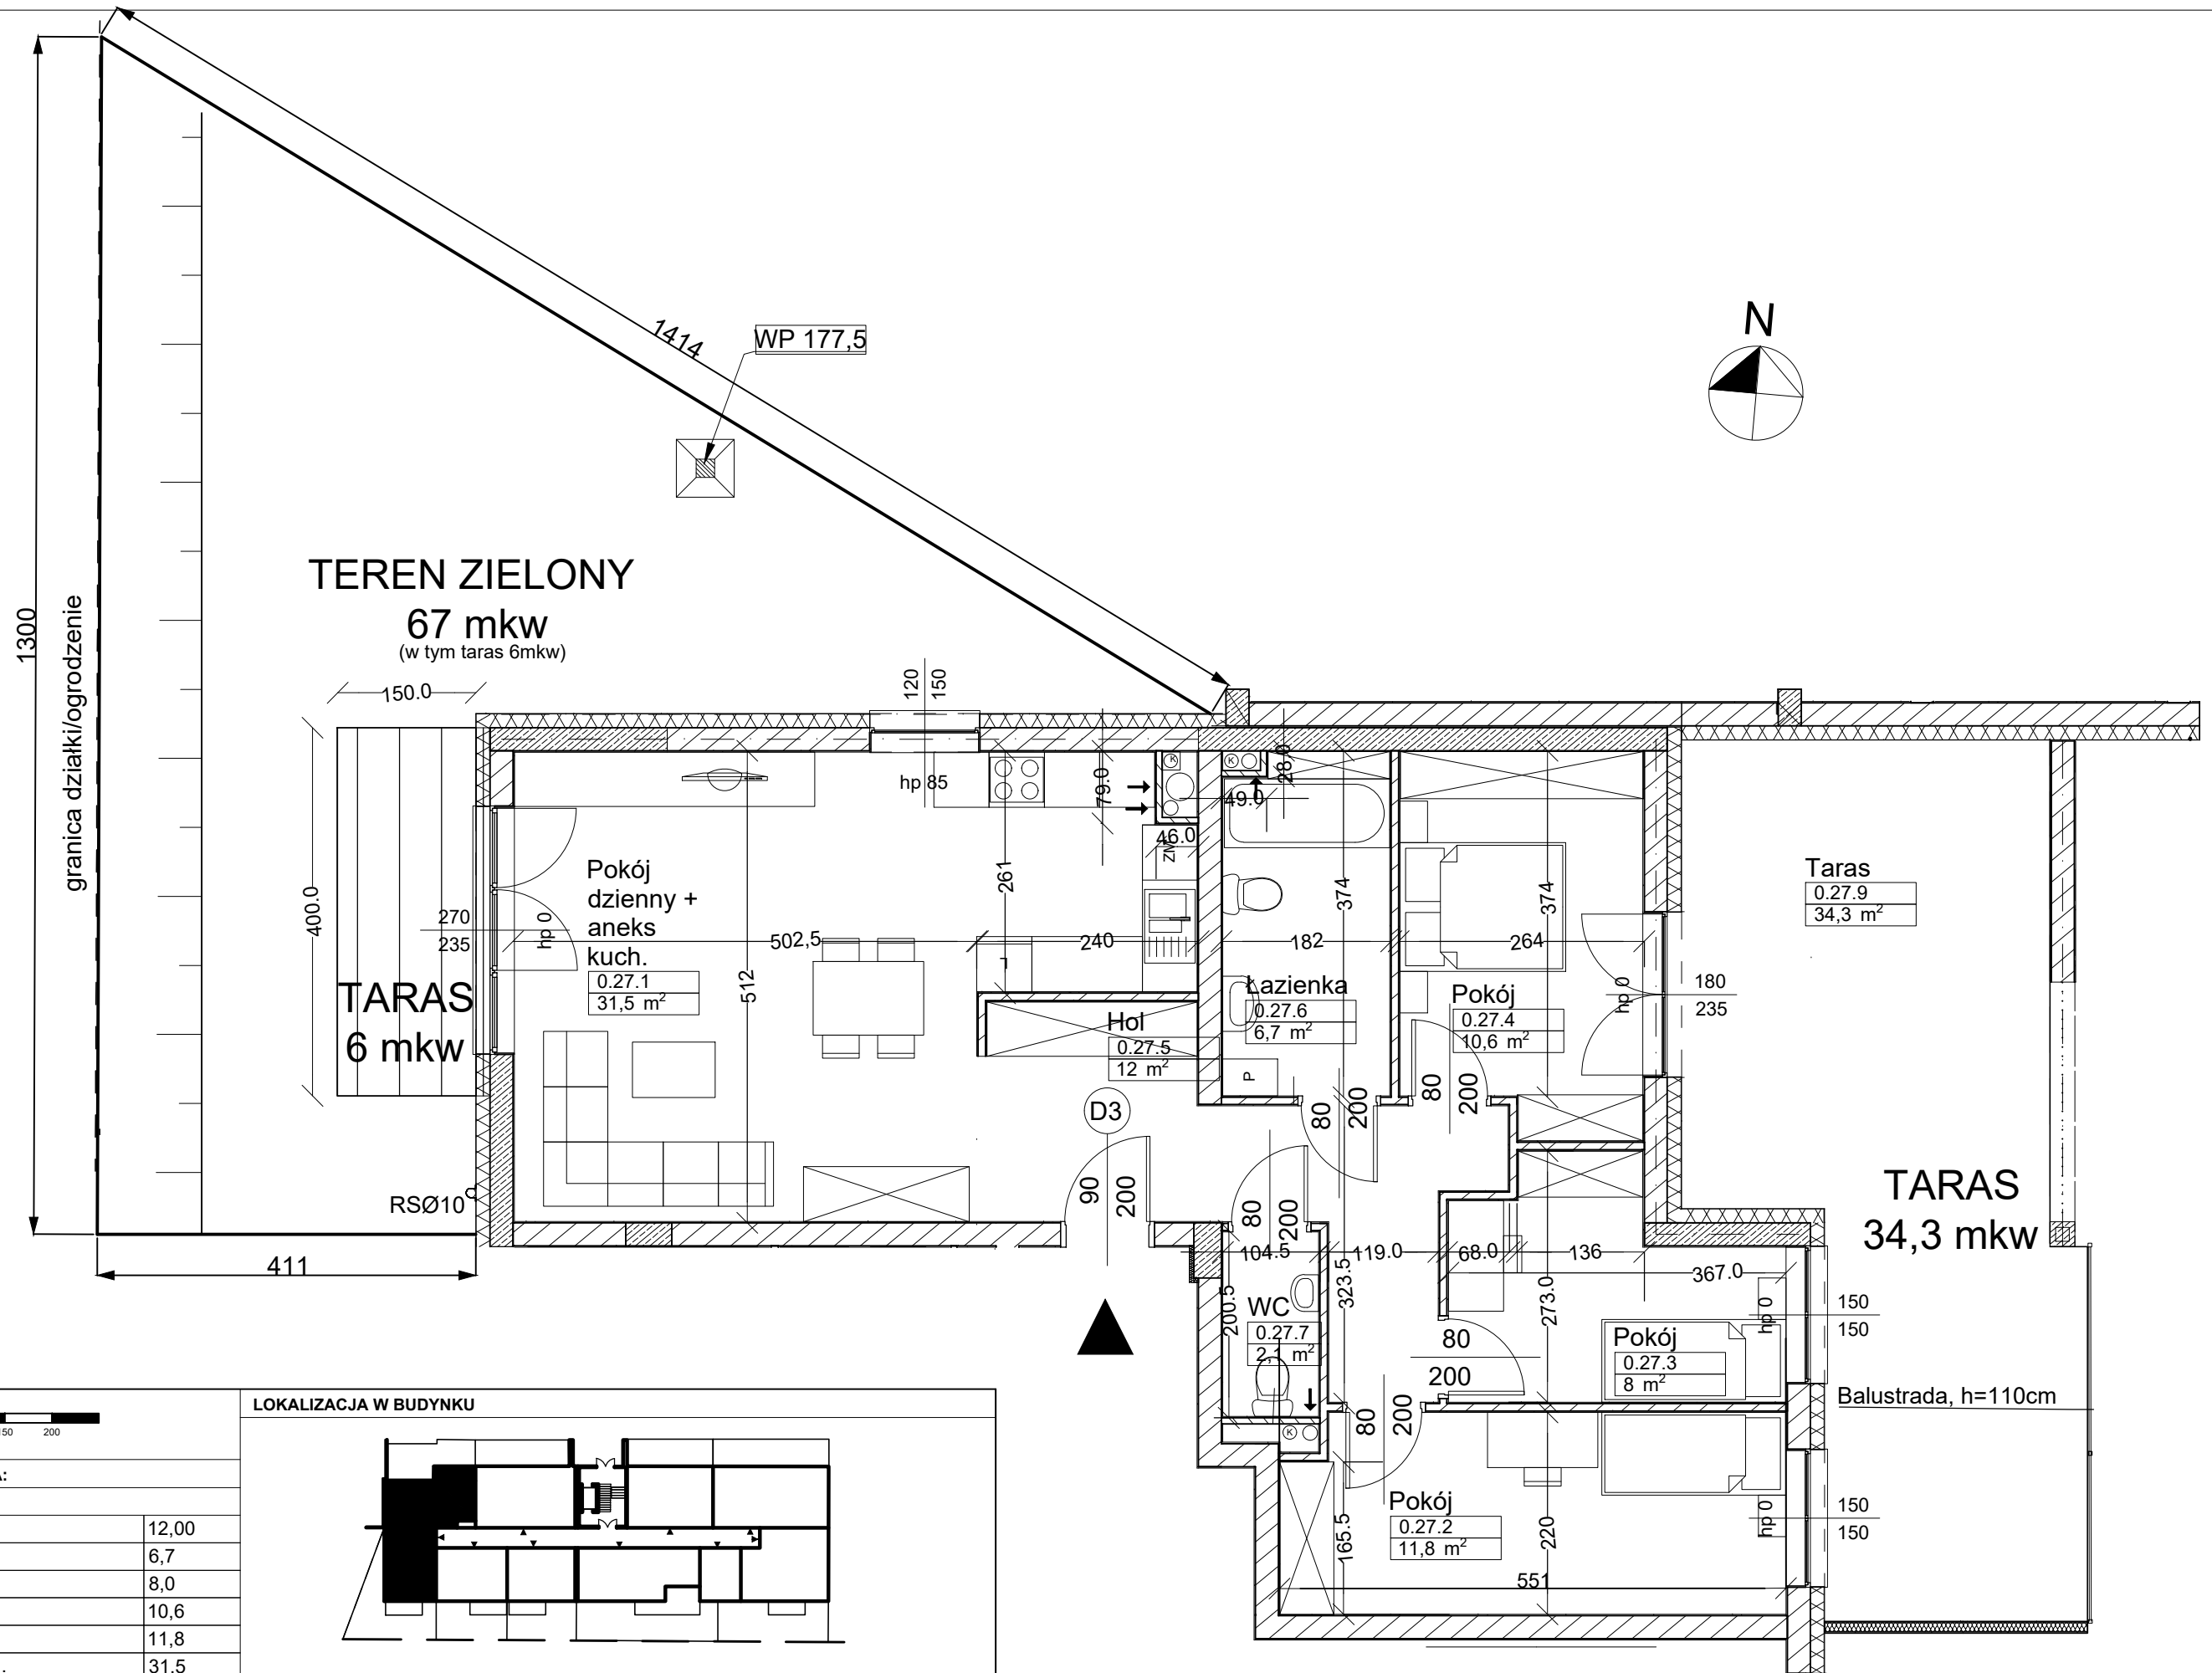 1414
WP 177,5
N
1300
granica działki/ogrodzenie
TEREN ZIELONY
67 mkw
(w tym taras 6mkw)
150.0
400.0
120
150
hp 85
79.0
28.0
49.0
46.0
ZM
K
K
261
Pokój
dzienny +
aneks
kuch.
0.27.1
31,5 m²
270
235
hp 0
502,5
240
182
264
512
374
374
L
TARAS
6 mkw
Łazienka
0.27.6
6,7 m²
Pokój
0.27.4
10,6 m²
hp 0
180
235
Taras
0.27.9
34,3 m²
Hol
0.27.5
12 m²
P
D3
90
200
80
200
80
200
80
200
TARAS
34,3 mkw
RSØ10
411
104.5
119.0
68.0
136
367.0
200.5
323.5
273.0
WC
0.27.7
2,1 m²
K
80
200
Pokój
0.27.3
8 m²
hp 0
150
150
Balustrada, h=110cm
80
200
Pokój
0.27.2
11,8 m²
165.5
220
551
hp 0
150
150
LOKALIZACJA W BUDYNKU
150
200
A:
12,00
6,7
8,0
10,6
11,8
31,5